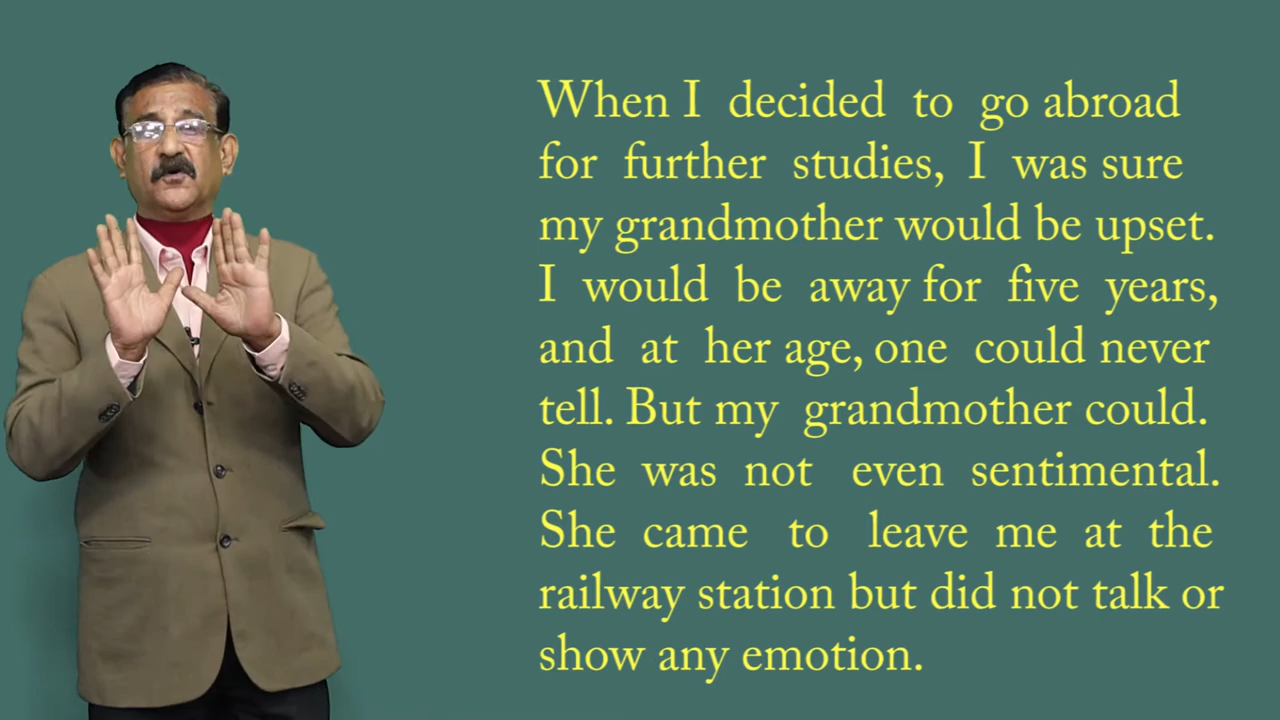 When I decided to go abroad
for further studies, I was sure
my grandmother would be upset.
I would be away for five years,
and at her age, one could never
tell. But my grandmother could.
She was not even sentimental.
She came to leave me at the
railway station but did not talk or
show any emotion.